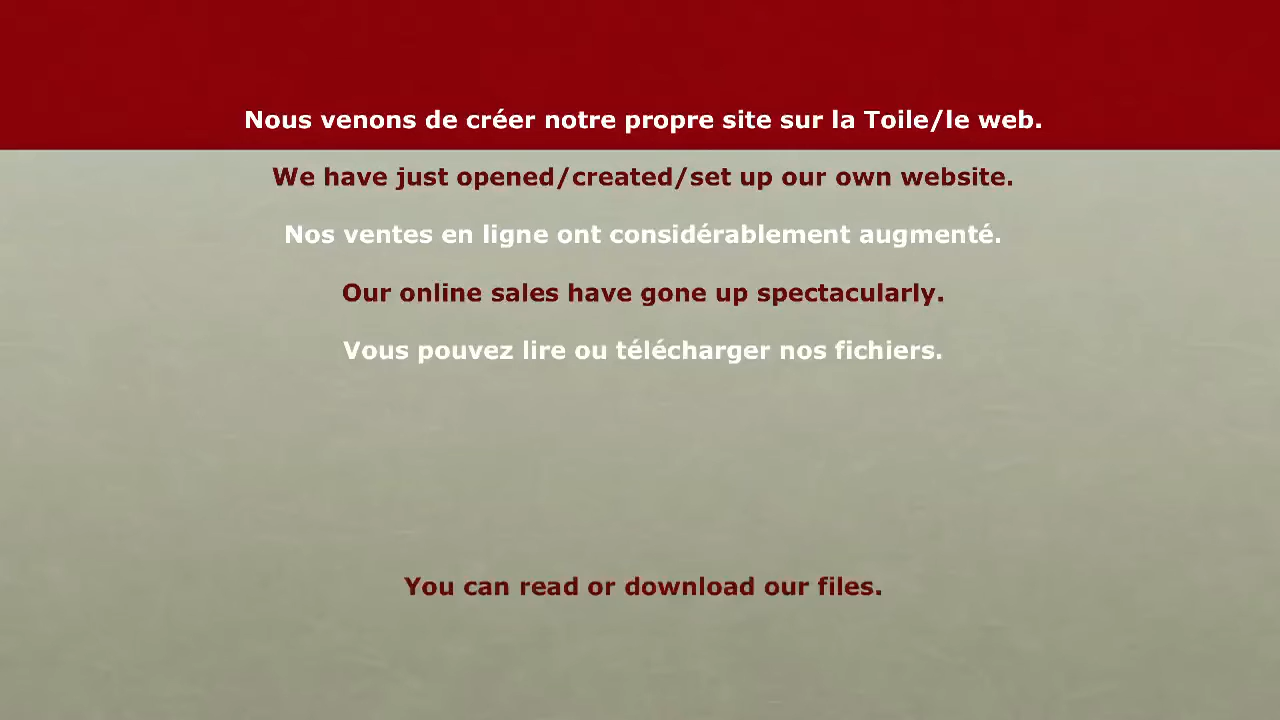 Nous venons de créer notre propre site sur la Toile/le web.
We have just opened/created/set up our own website.
Nos ventes en ligne ont considérablement augmenté.
Our online sales have gone up spectacularly.
Vous pouvez lire ou télécharger nos fichiers.
You can read or download our files.